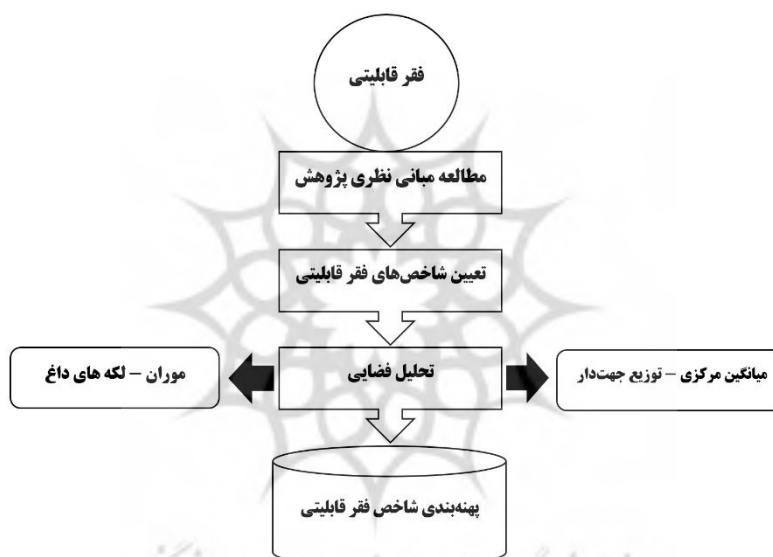 فقر قابلیتی
مطالعه مبانی نظری پژوهش
تعیین شاخص‌های فقر قابلیتی
میانگین مرکزی – توزیع جهت‌دار
تحلیل فضایی
موران – لکه های داغ
پهنه‌بندی شاخص فقر قابلیتی